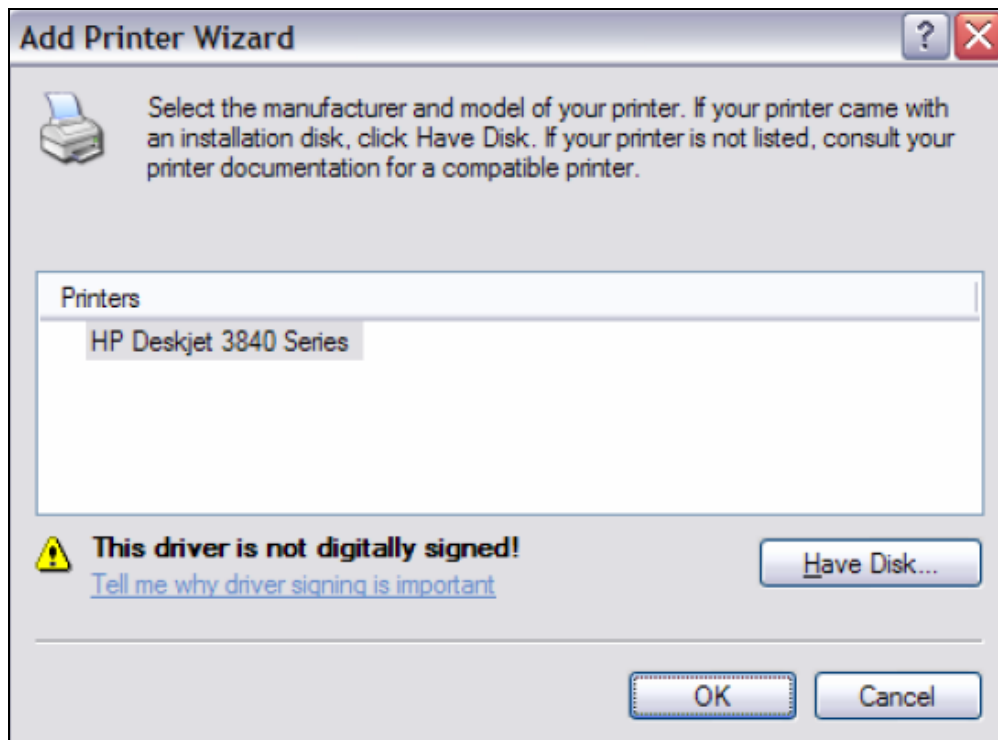 Add Printer Wizard
?
Select the manufacturer and model of your printer. If your printer came with
an installation disk, click Have Disk. If your printer is not listed, consult your
printer documentation for a compatible printer.
Printers
HP Deskjet 3840 Series
This driver is not digitally signed!
Tell me why driver signing is important
Have Disk...
OK
Cancel